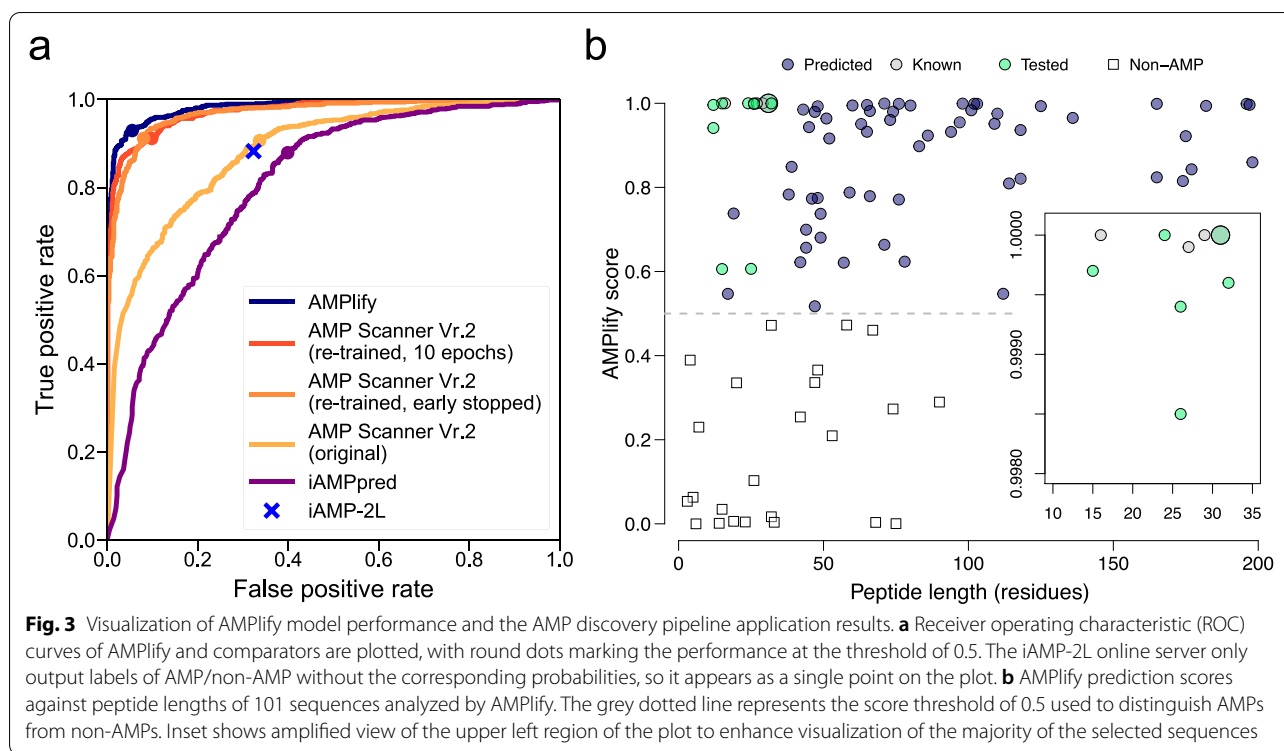 a
True positive rate
1.0
0.8
0.6
0.4
0.2
0.0
0.0 0.2 0.4 0.6 0.8 1.0
False positive rate
AMPlify
AMP Scanner Vr.2
(re-trained, 10 epochs)
AMP Scanner Vr.2
(re-trained, early stopped)
AMP Scanner Vr.2
(original)
iAMPpred
iAMP-2L
b
Predicted Known Tested Non−AMP
AMPlify score
1.0
0.8
0.6
0.4
0.2
0.0
0 50 100 150 200
Peptide length (residues)
1.0000
0.9990
0.9980
10 15 20 25 30 35
Fig. 3 Visualization of AMPlify model performance and the AMP discovery pipeline application results. a Receiver operating characteristic (ROC)
curves of AMPlify and comparators are plotted, with round dots marking the performance at the threshold of 0.5. The iAMP-2L online server only
output labels of AMP/non-AMP without the corresponding probabilities, so it appears as a single point on the plot. b AMPlify prediction scores
against peptide lengths of 101 sequences analyzed by AMPlify. The grey dotted line represents the score threshold of 0.5 used to distinguish AMPs
from non-AMPs. Inset shows amplified view of the upper left region of the plot to enhance visualization of the majority of the selected sequences